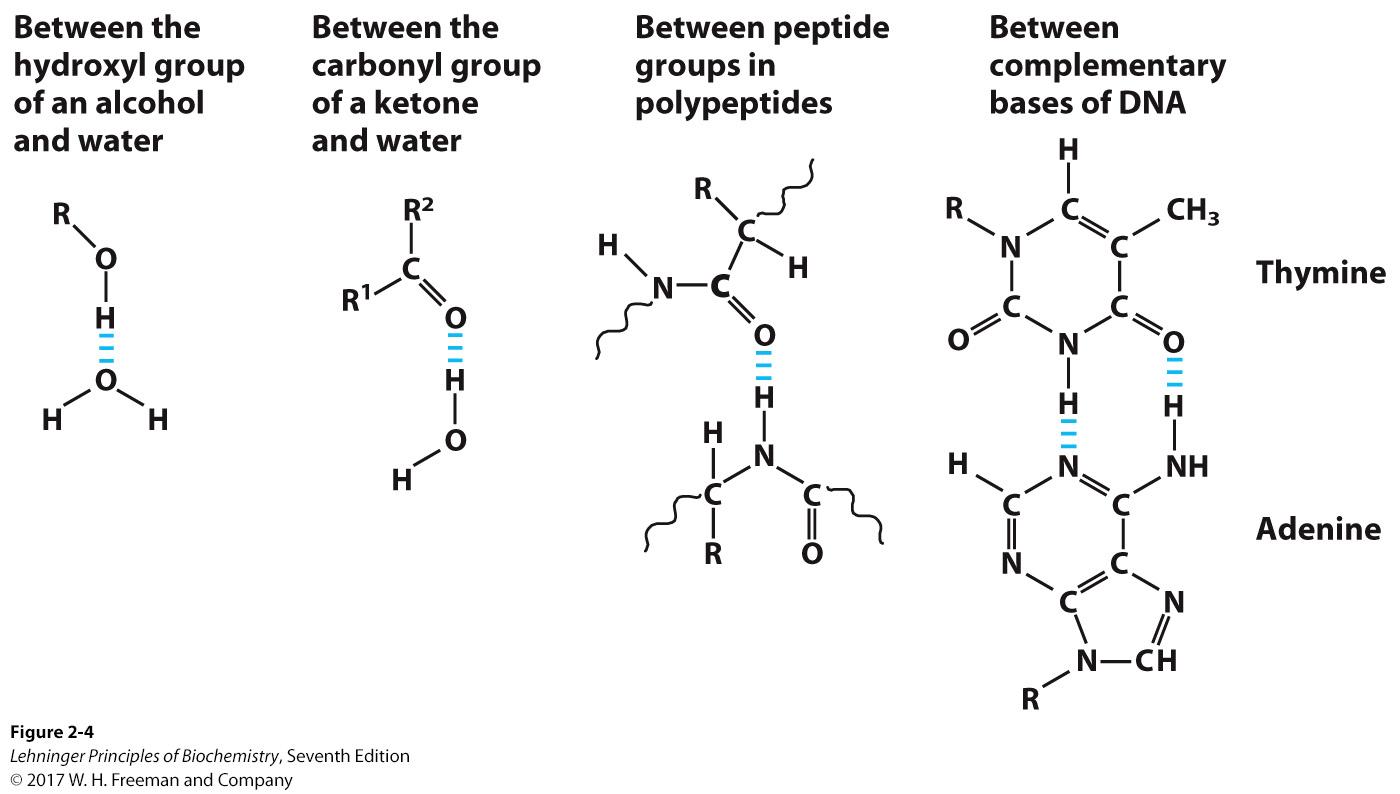 Between the
hydroxyl group
of an alcohol
and water
Between the
carbonyl group
of a ketone
and water
Between peptide
groups in
polypeptides
Between
complementary
bases of DNA
R
O
H
O
H H
R²
C
R¹
O
H
O
H
R
C
H
H
N C
O
H
H
N
C C
R O
H
R C CH₃
N C
C C
O N O
H H
H N NH
C C
N C
C N
N CH
R
Thymine
Adenine
Figure 2-4
Lehninger Principles of Biochemistry, Seventh Edition
© 2017 W. H. Freeman and Company